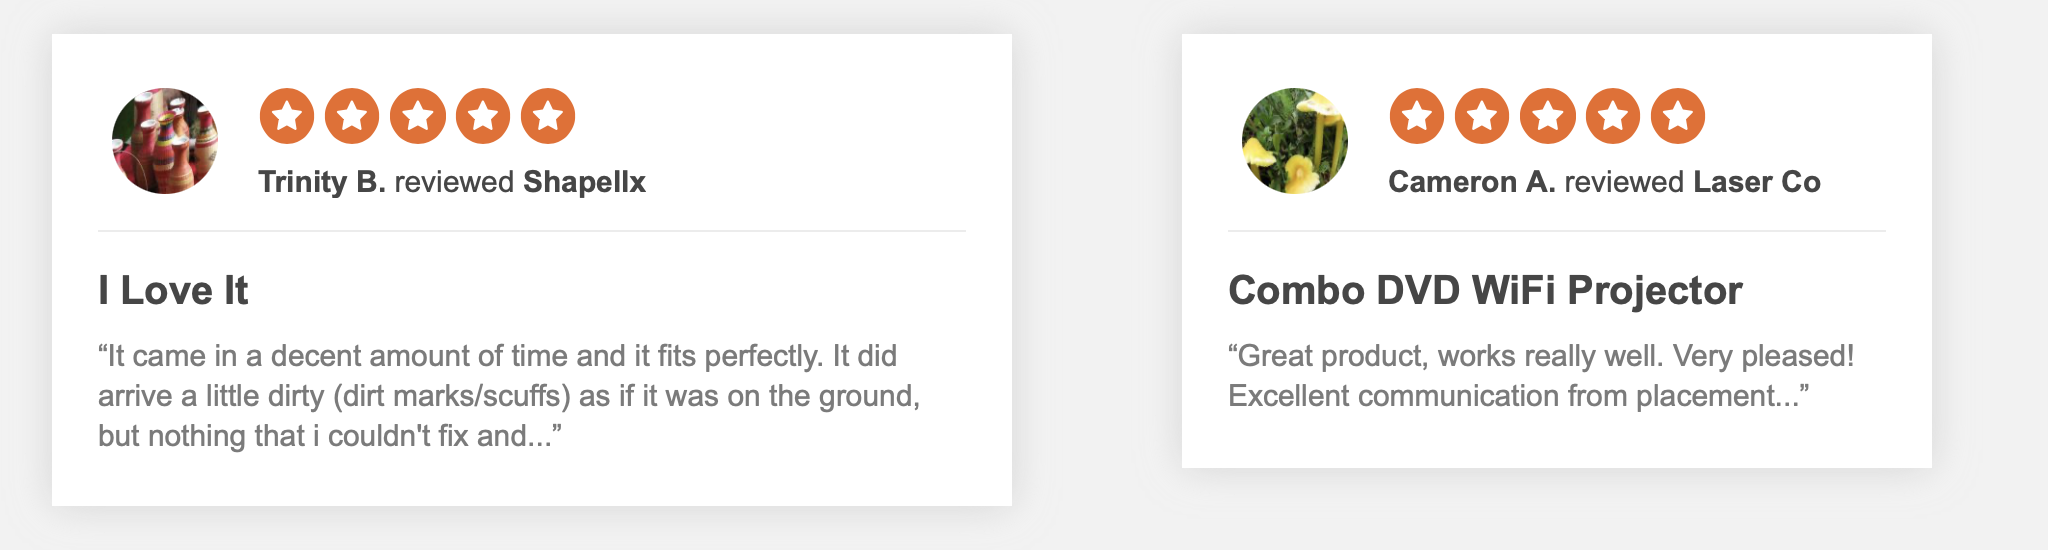 Trinity B. reviewed Shapellx
I Love It
“It came in a decent amount of time and it fits perfectly. It did
arrive a little dirty (dirt marks/scuffs) as if it was on the ground,
but nothing that i couldn't fix and...”
Cameron A. reviewed Laser Co
Combo DVD WiFi Projector
“Great product, works really well. Very pleased!
Excellent communication from placement...”